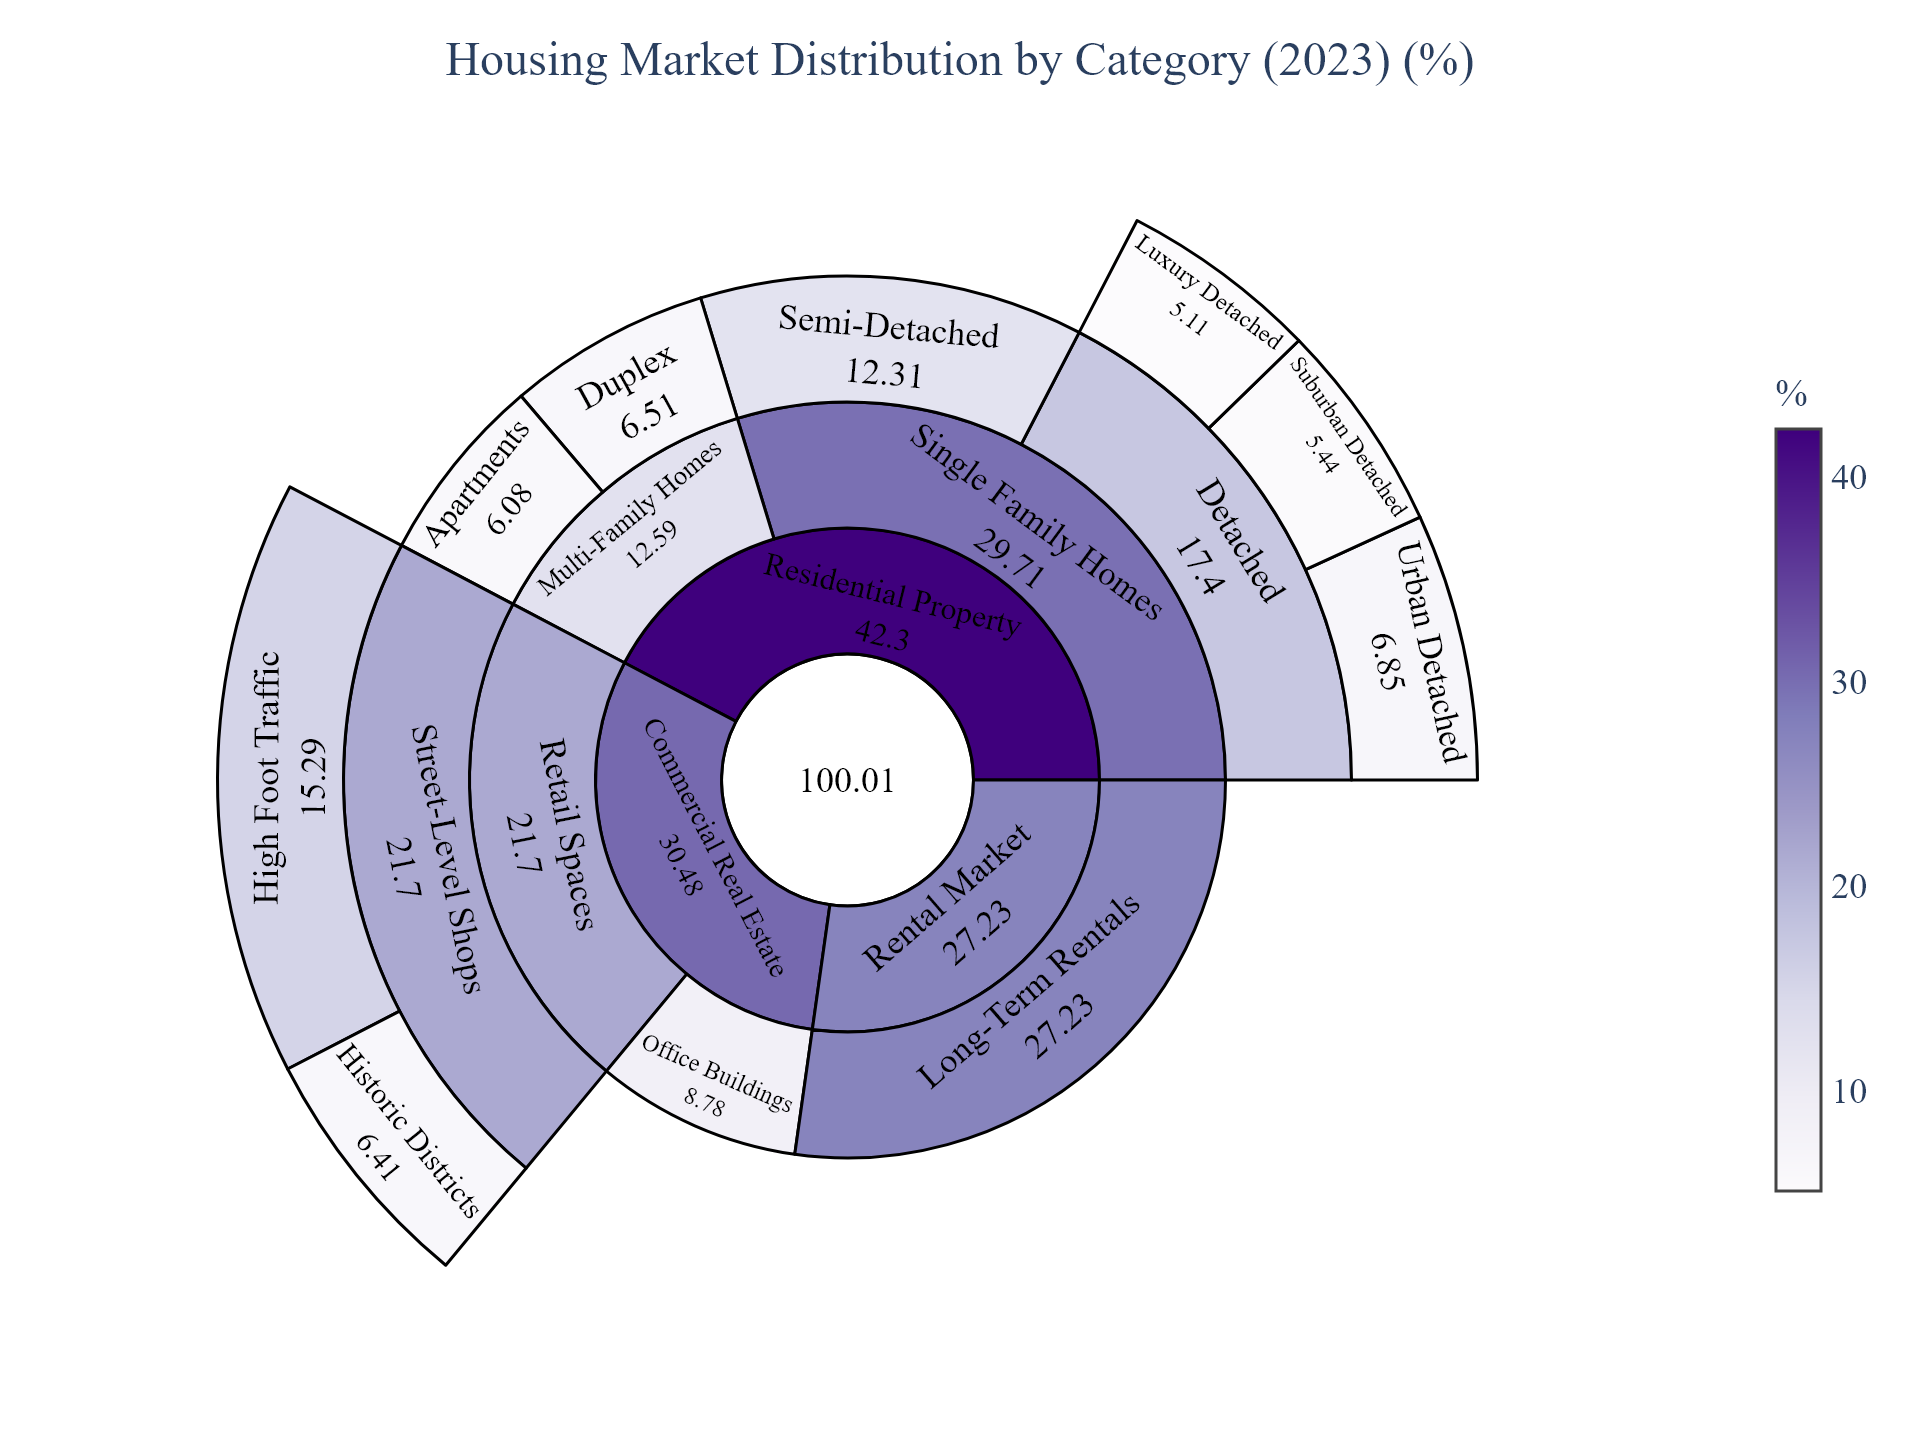 Housing Market Distribution by Category (2023) (%)
Luxury Detached
5.11
Suburban Detached
5.44
Urban Detached
6.85
Semi-Detached
12.31
Detached
17.4
Duplex
6.51
Apartments
6.08
Multi-Family Homes
12.59
Single Family Homes
29.71
Residential Property
42.3
High Foot Traffic
15.29
Street-Level Shops
21.7
Retail Spaces
21.7
Commercial Real Estate
30.48
100.01
Rental Market
27.23
Long-Term Rentals
27.23
Office Buildings
8.78
Historic Districts
6.41
%
40
30
20
10